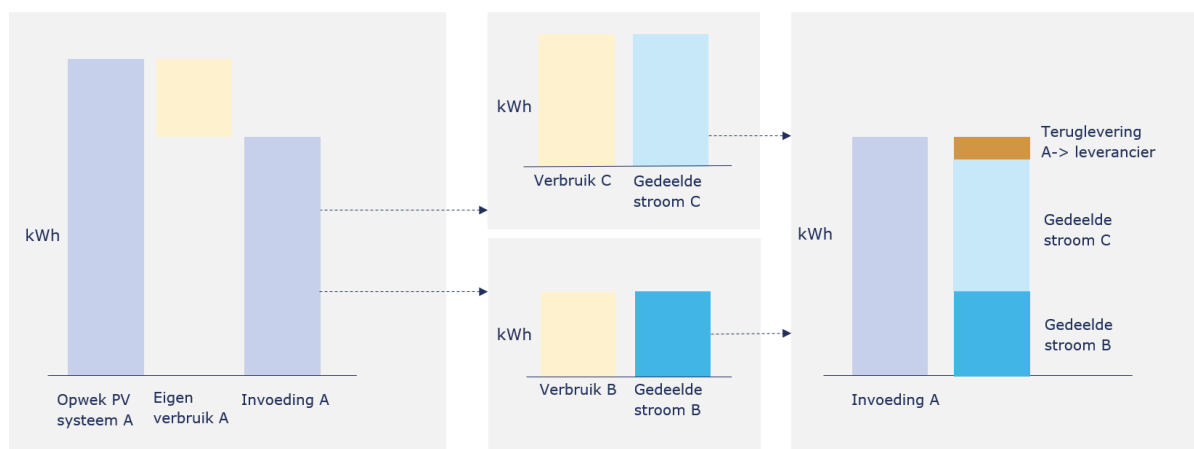 kWh
Opwek PV
systeem A
Eigen
verbruik A
Invoeding A
kWh
Verbruik C
Gedeelde
stroom C
kWh
Verbruik B
Gedeelde
stroom B
kWh
Teruglevering
A-> leverancier
Gedeelde
stroom C
Gedeelde
stroom B
Invoeding A